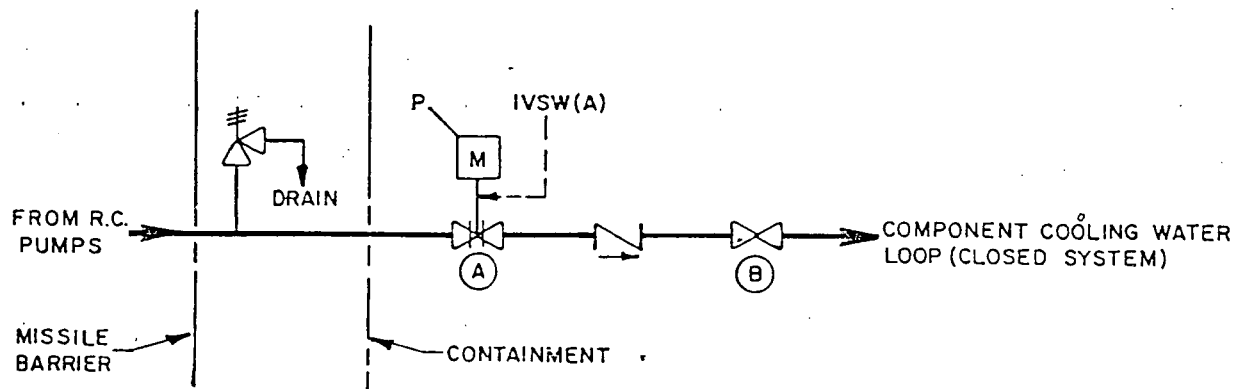 P
IVSW(A)
M
DRAIN
FROM R.C.
PUMPS
A
B
COMPONENT COOLING WATER
LOOP (CLOSED SYSTEM)
MISSILE
BARRIER
CONTAINMENT